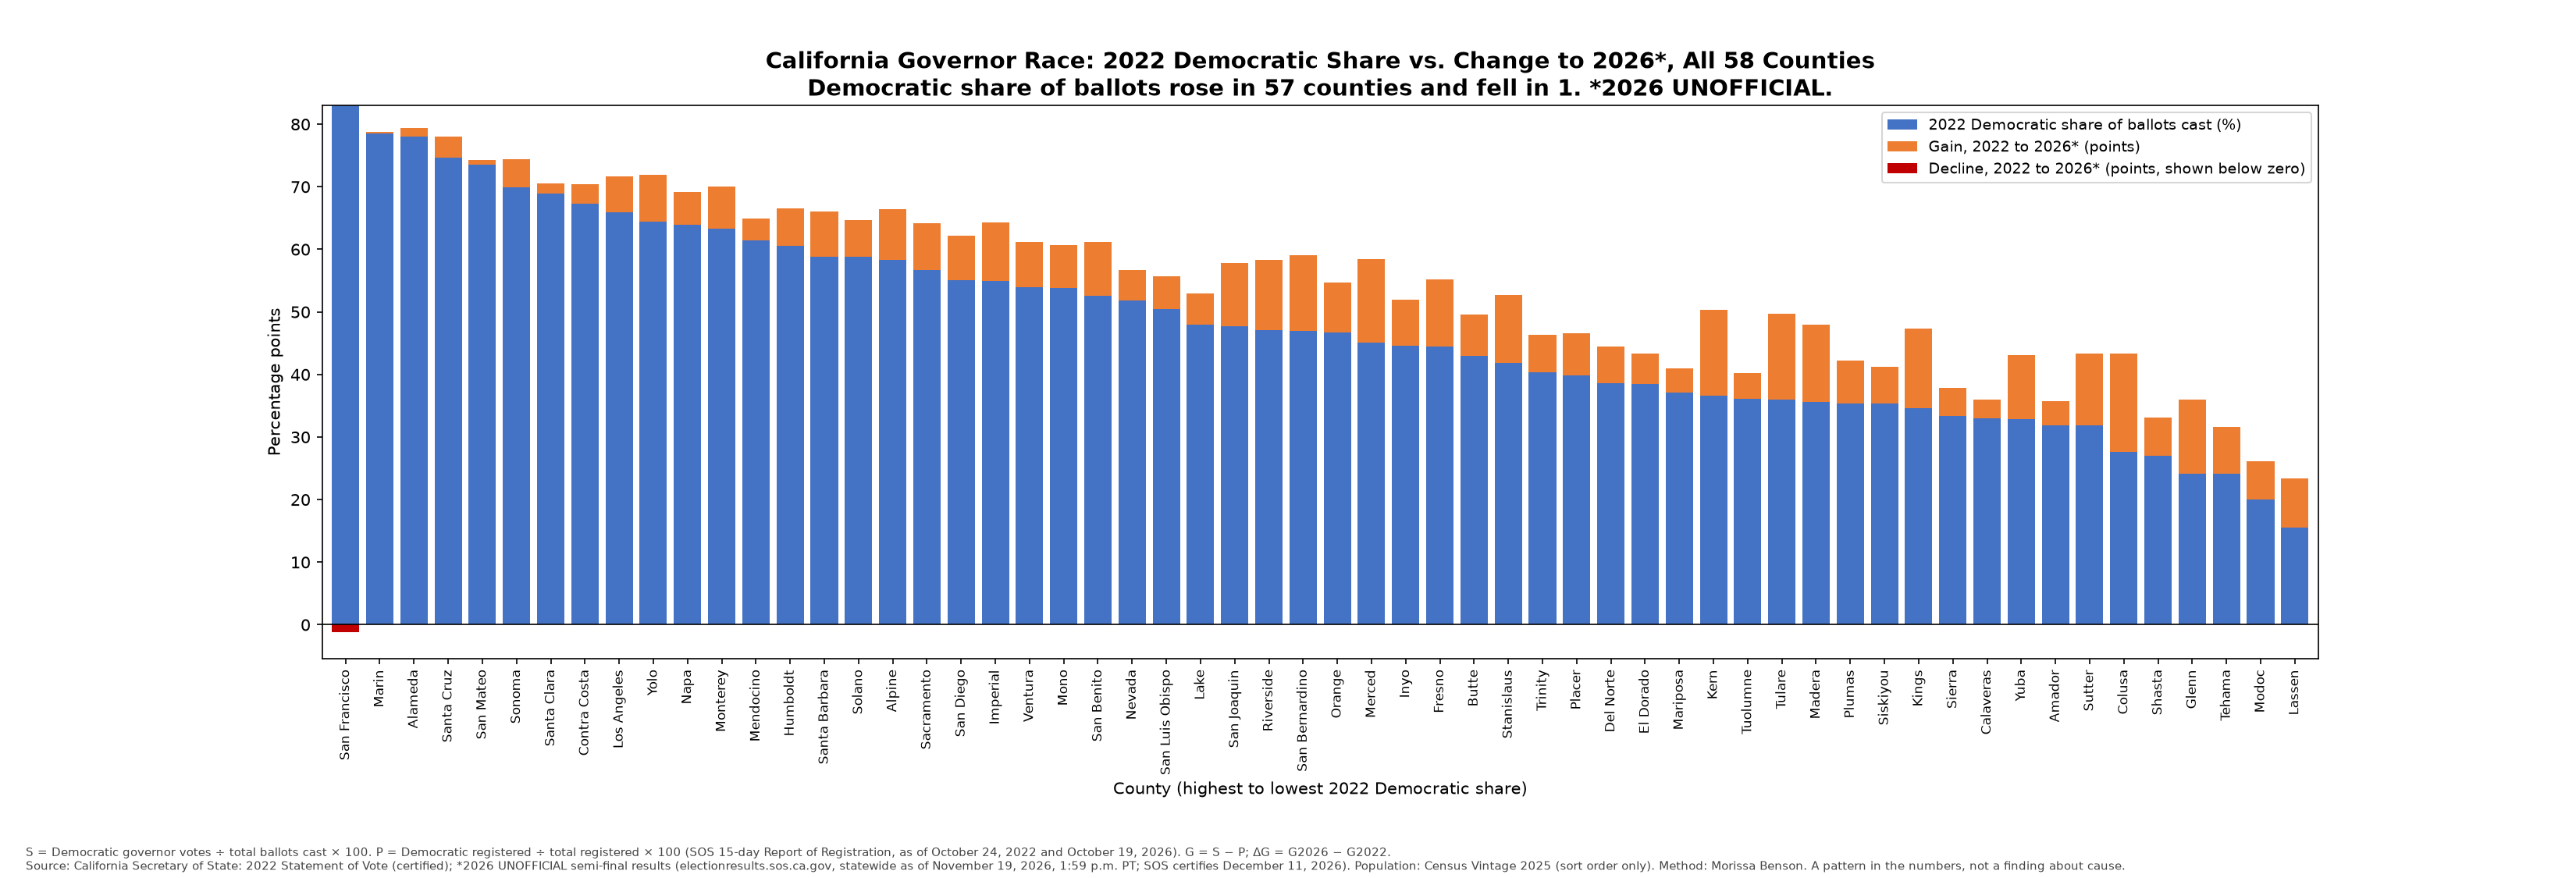 California Governor Race: 2022 Democratic Share vs. Change to 2026*, All 58 Counties
Democratic share of ballots rose in 57 counties and fell in 1. *2026 UNOFFICIAL.
2022 Democratic share of ballots cast (%)
Gain, 2022 to 2026* (points)
Decline, 2022 to 2026* (points, shown below zero)
Percentage points
80
70
60
50
40
30
20
10
0
San Francisco
Marin
Alameda
Santa Cruz
San Mateo
Sonoma
Santa Clara
Contra Costa
Los Angeles
Yolo
Napa
Monterey
Mendocino
Humboldt
Santa Barbara
Solano
Alpine
Sacramento
San Diego
Imperial
Ventura
Mono
San Benito
Nevada
San Luis Obispo
Lake
San Joaquin
Riverside
San Bernardino
Orange
Merced
Inyo
Fresno
Butte
Stanislaus
Trinity
Placer
Del Norte
El Dorado
Mariposa
Kern
Tuolumne
Tulare
Madera
Plumas
Siskiyou
Kings
Sierra
Calaveras
Yuba
Amador
Sutter
Colusa
Shasta
Glenn
Tehama
Modoc
Lassen
County (highest to lowest 2022 Democratic share)
S = Democratic governor votes ÷ total ballots cast × 100. P = Democratic registered ÷ total registered × 100 (SOS 15-day Report of Registration, as of October 24, 2022 and October 19, 2026). G = S − P; ΔG = G2026 − G2022.
Source: California Secretary of State: 2022 Statement of Vote (certified); *2026 UNOFFICIAL semi-final results (electionresults.sos.ca.gov, statewide as of November 19, 2026, 1:59 p.m. PT; SOS certifies December 11, 2026). Population: Census Vintage 2025 (sort order only). Method: Morissa Benson. A pattern in the numbers, not a finding about cause.